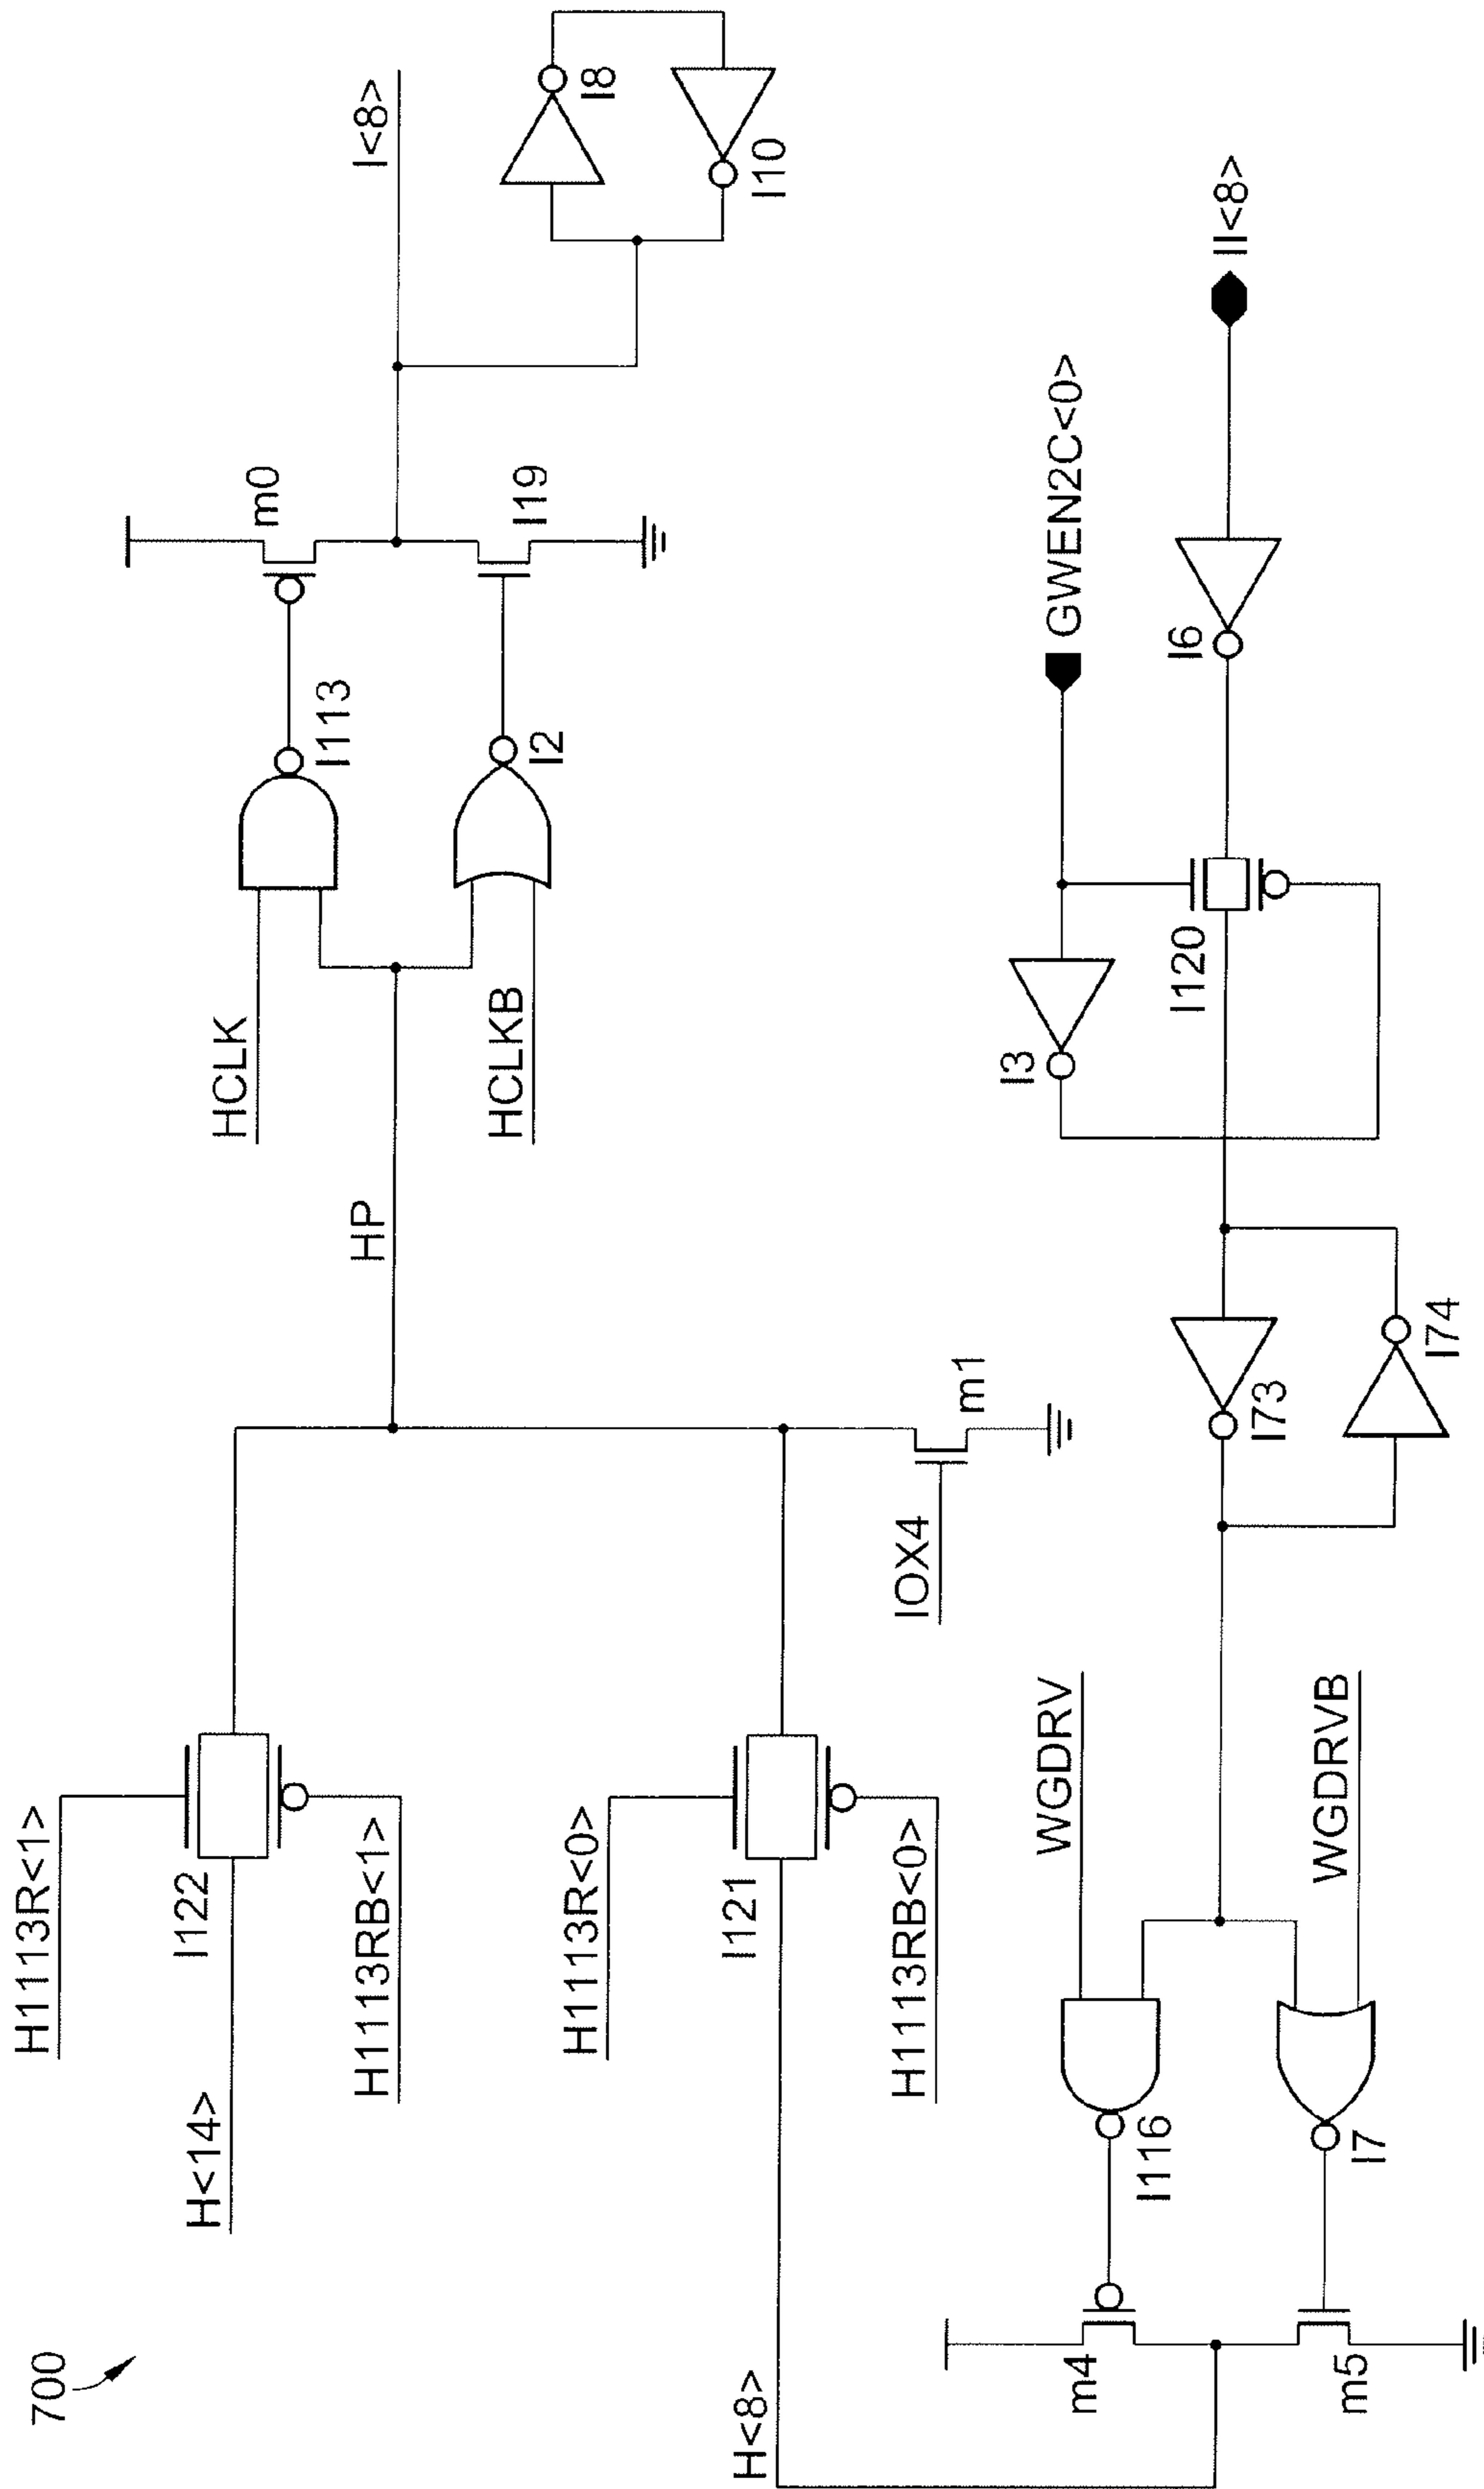 700
H1113R<1>
I122
H<14>
H1113RB<1>
H1113R<0>
I121
H1113RB<0>
H<8>
IOX4
m1
HP
HCLK
HCLKB
I113
I2
m0
I19
I<8>
I8
I10
WGDRV
WGDRVB
I116
I7
m4
m5
I73
I74
I3
I120
GWEN2C<0>
I6
II<8>